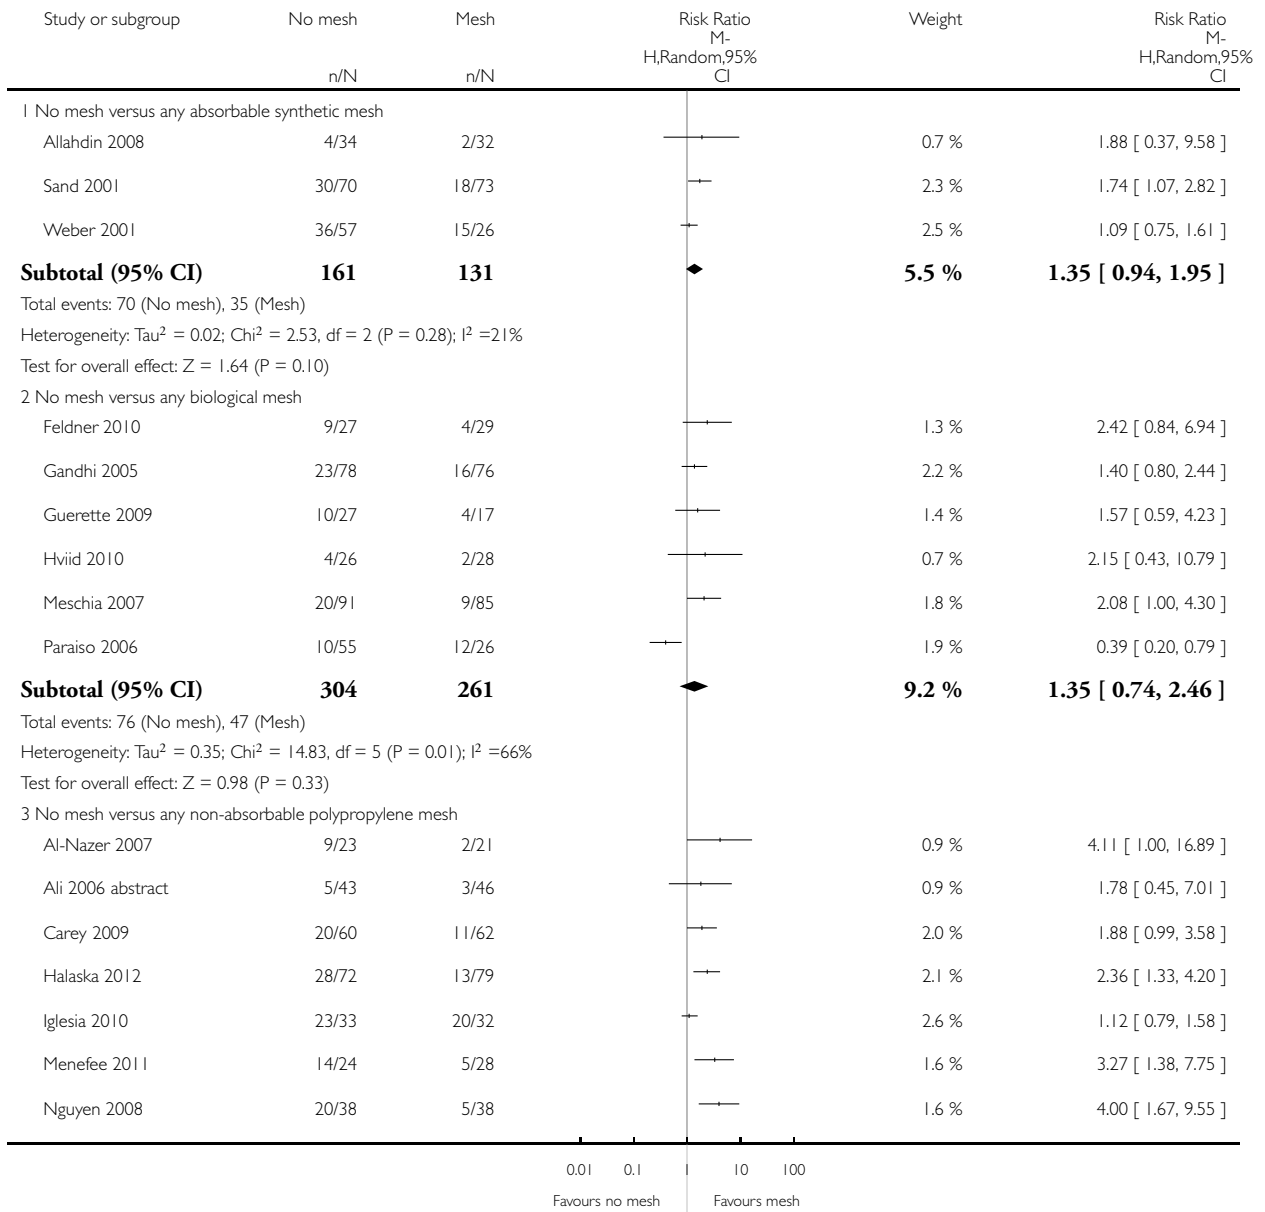 Study or subgroup No mesh Mesh Risk Ratio Weight Risk Ratio
M- M-
H,Random,95% H,Random,95%
n/N n/N CI CI
1 No mesh versus any absorbable synthetic mesh
Allahdin 2008 4/34 2/32 0.7 % 1.88 [ 0.37, 9.58 ]
Sand 2001 30/70 18/73 2.3 % 1.74 [ 1.07, 2.82 ]
Weber 2001 36/57 15/26 2.5 % 1.09 [ 0.75, 1.61 ]
Subtotal (95% CI) 161 131 5.5 % 1.35 [ 0.94, 1.95 ]
Total events: 70 (No mesh), 35 (Mesh)
Heterogeneity: Tau² = 0.02; Chi² = 2.53, df = 2 (P = 0.28); I² =21%
Test for overall effect: Z = 1.64 (P = 0.10)
2 No mesh versus any biological mesh
Feldner 2010 9/27 4/29 1.3 % 2.42 [ 0.84, 6.94 ]
Gandhi 2005 23/78 16/76 2.2 % 1.40 [ 0.80, 2.44 ]
Guerette 2009 10/27 4/17 1.4 % 1.57 [ 0.59, 4.23 ]
Hviid 2010 4/26 2/28 0.7 % 2.15 [ 0.43, 10.79 ]
Meschia 2007 20/91 9/85 1.8 % 2.08 [ 1.00, 4.30 ]
Paraiso 2006 10/55 12/26 1.9 % 0.39 [ 0.20, 0.79 ]
Subtotal (95% CI) 304 261 9.2 % 1.35 [ 0.74, 2.46 ]
Total events: 76 (No mesh), 47 (Mesh)
Heterogeneity: Tau² = 0.35; Chi² = 14.83, df = 5 (P = 0.01); I² =66%
Test for overall effect: Z = 0.98 (P = 0.33)
3 No mesh versus any non-absorbable polypropylene mesh
Al-Nazer 2007 9/23 2/21 0.9 % 4.11 [ 1.00, 16.89 ]
Ali 2006 abstract 5/43 3/46 0.9 % 1.78 [ 0.45, 7.01 ]
Carey 2009 20/60 11/62 2.0 % 1.88 [ 0.99, 3.58 ]
Halaska 2012 28/72 13/79 2.1 % 2.36 [ 1.33, 4.20 ]
Iglesia 2010 23/33 20/32 2.6 % 1.12 [ 0.79, 1.58 ]
Menefee 2011 14/24 5/28 1.6 % 3.27 [ 1.38, 7.75 ]
Nguyen 2008 20/38 5/38 1.6 % 4.00 [ 1.67, 9.55 ]
0.01 0.1 1 10 100
Favours no mesh Favours mesh